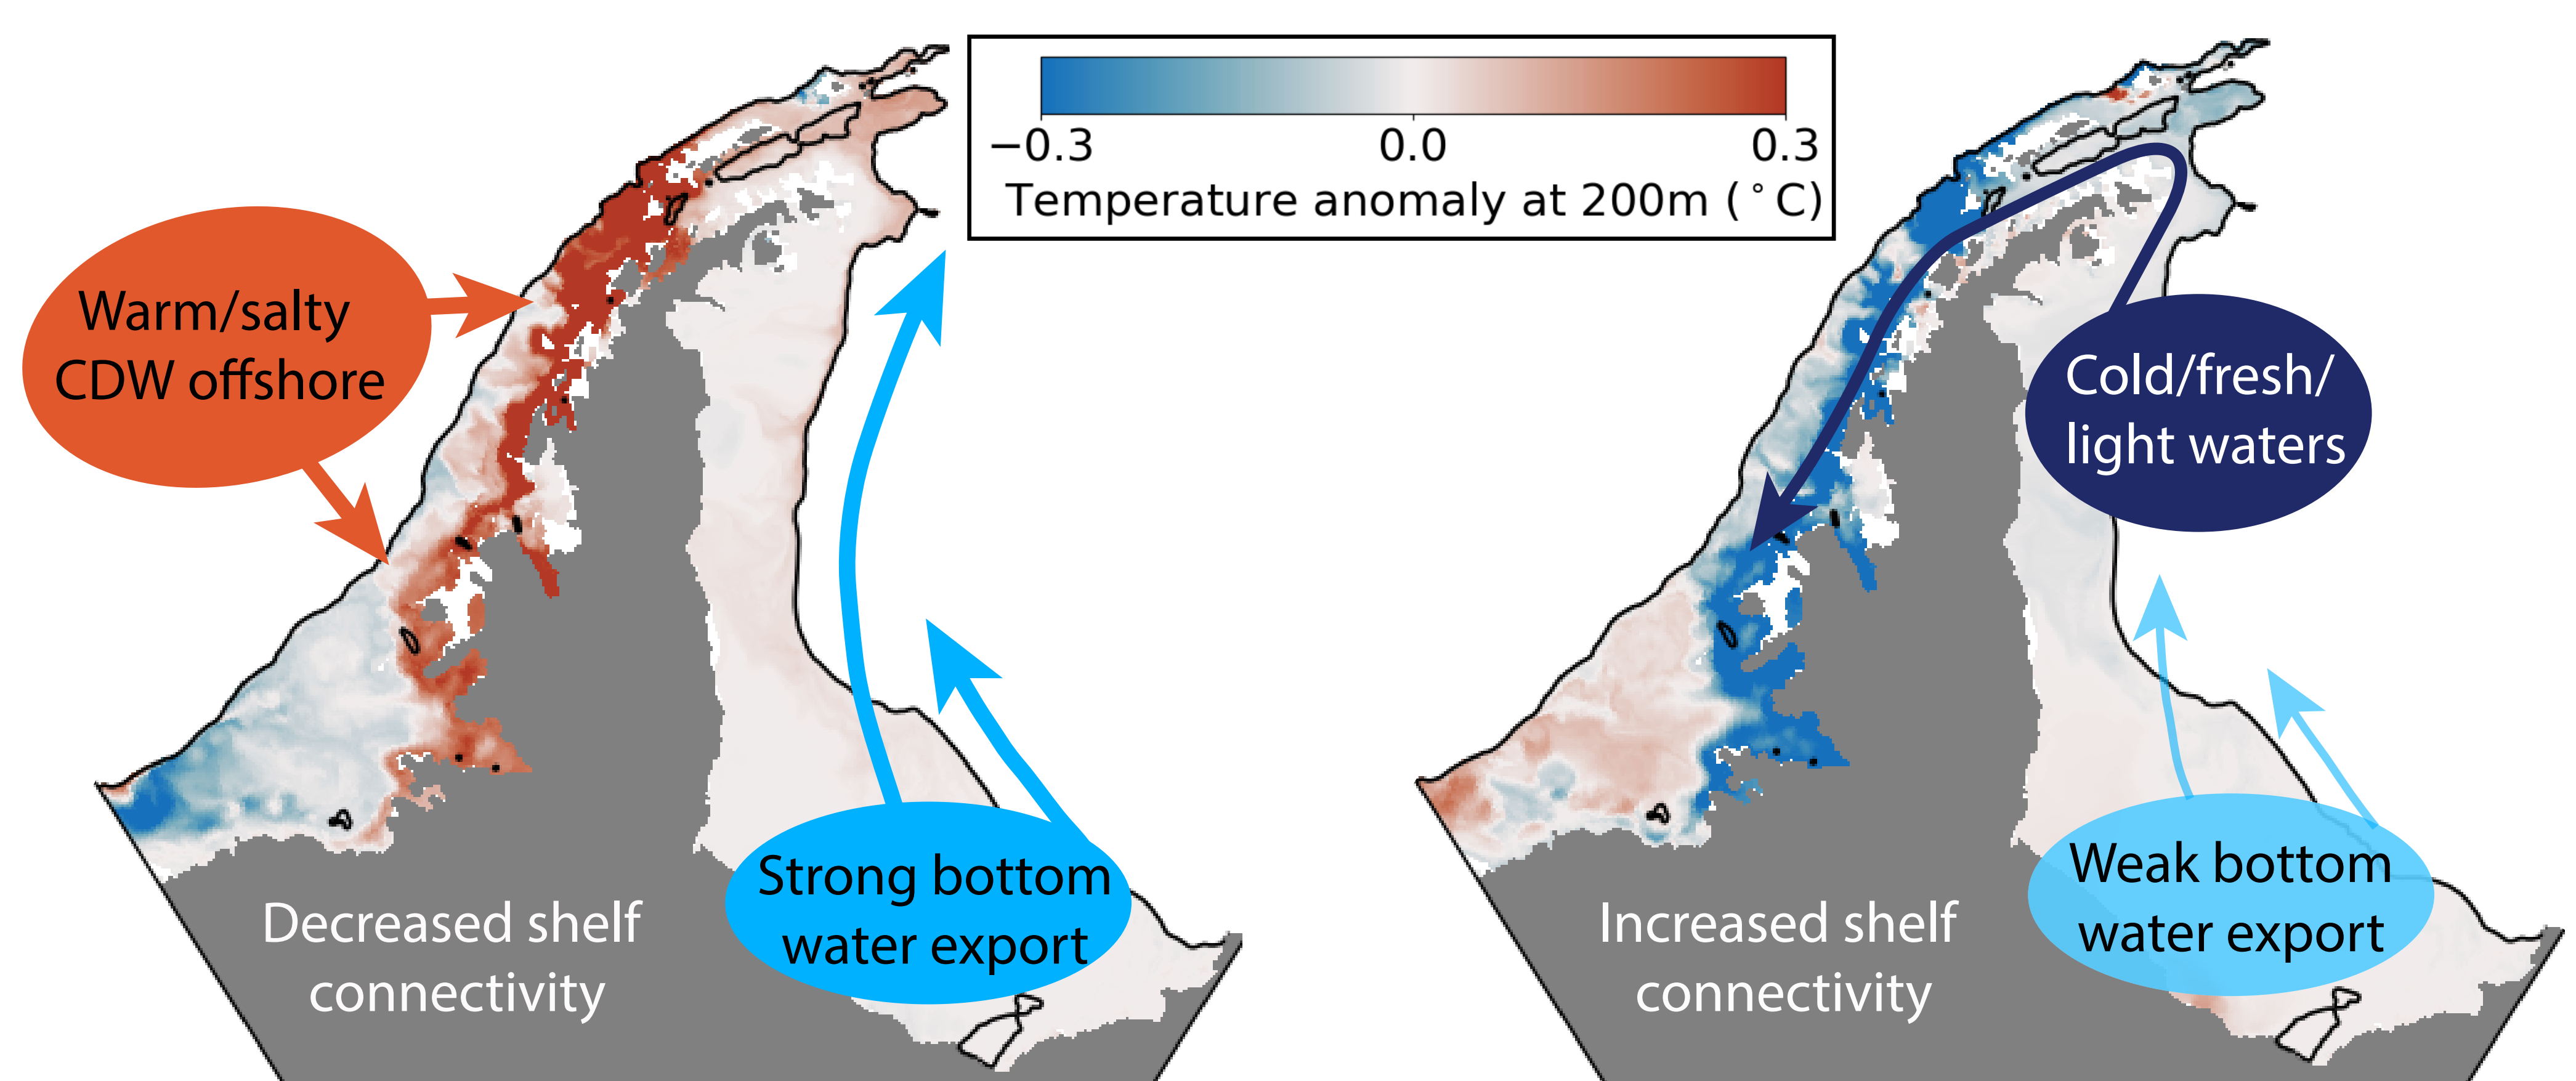 −0.3 0.0 0.3
Temperature anomaly at 200m (°C)
Warm/salty
CDW offshore
Strong bottom
water export
Decreased shelf
connectivity
Cold/fresh/
light waters
Weak bottom
water export
Increased shelf
connectivity